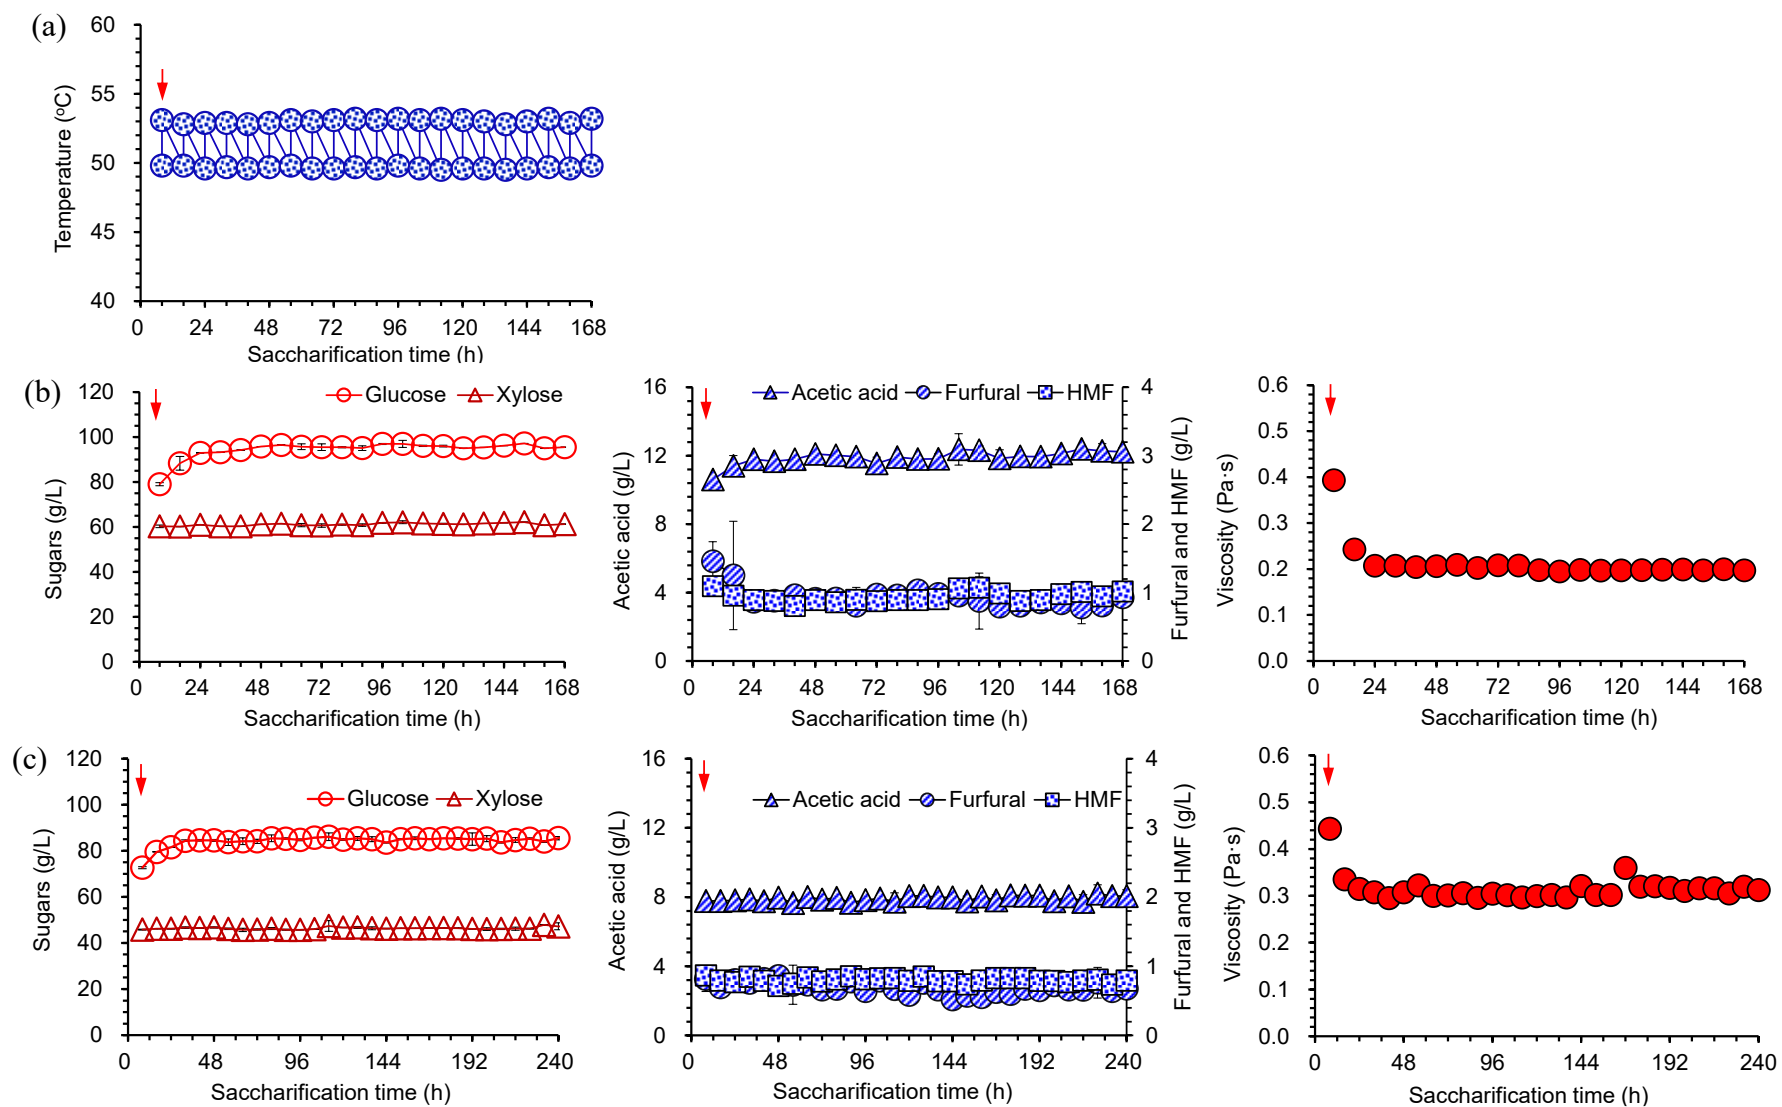 (a)
60
55
50
45
40
Temperature (ºC)
0 24 48 72 96 120 144 168
Saccharification time (h)
(b)
120
100
80
60
40
20
0
Sugars (g/L)
Glucose Xylose
0 24 48 72 96 120 144 168
Saccharification time (h)
16
12
8
4
0
Acetic acid (g/L)
Acetic acid Furfural HMF
4
3
2
1
0
Furfural and HMF (g/L)
0 24 48 72 96 120 144 168
Saccharification time (h)
0.6
0.5
0.4
0.3
0.2
0.1
0.0
Viscosity (Pa·s)
0 24 48 72 96 120 144 168
Saccharification time (h)
(c)
120
100
80
60
40
20
0
Sugars (g/L)
Glucose Xylose
0 48 96 144 192 240
Saccharification time (h)
16
12
8
4
0
Acetic acid (g/L)
Acetic acid Furfural HMF
4
3
2
1
0
Furfural and HMF (g/L)
0 48 96 144 192 240
Saccharification time (h)
0.6
0.5
0.4
0.3
0.2
0.1
0.0
Viscosity (Pa·s)
0 48 96 144 192 240
Saccharification time (h)